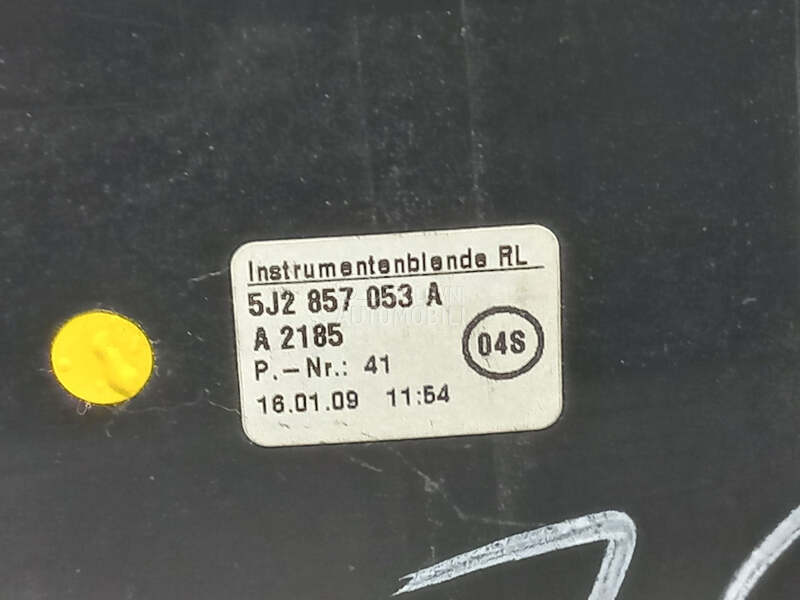 Instrumentenblende RL
5J2 857 053 A
A 2185
04S
P.-Nr.: 41
16.01.09 11:54